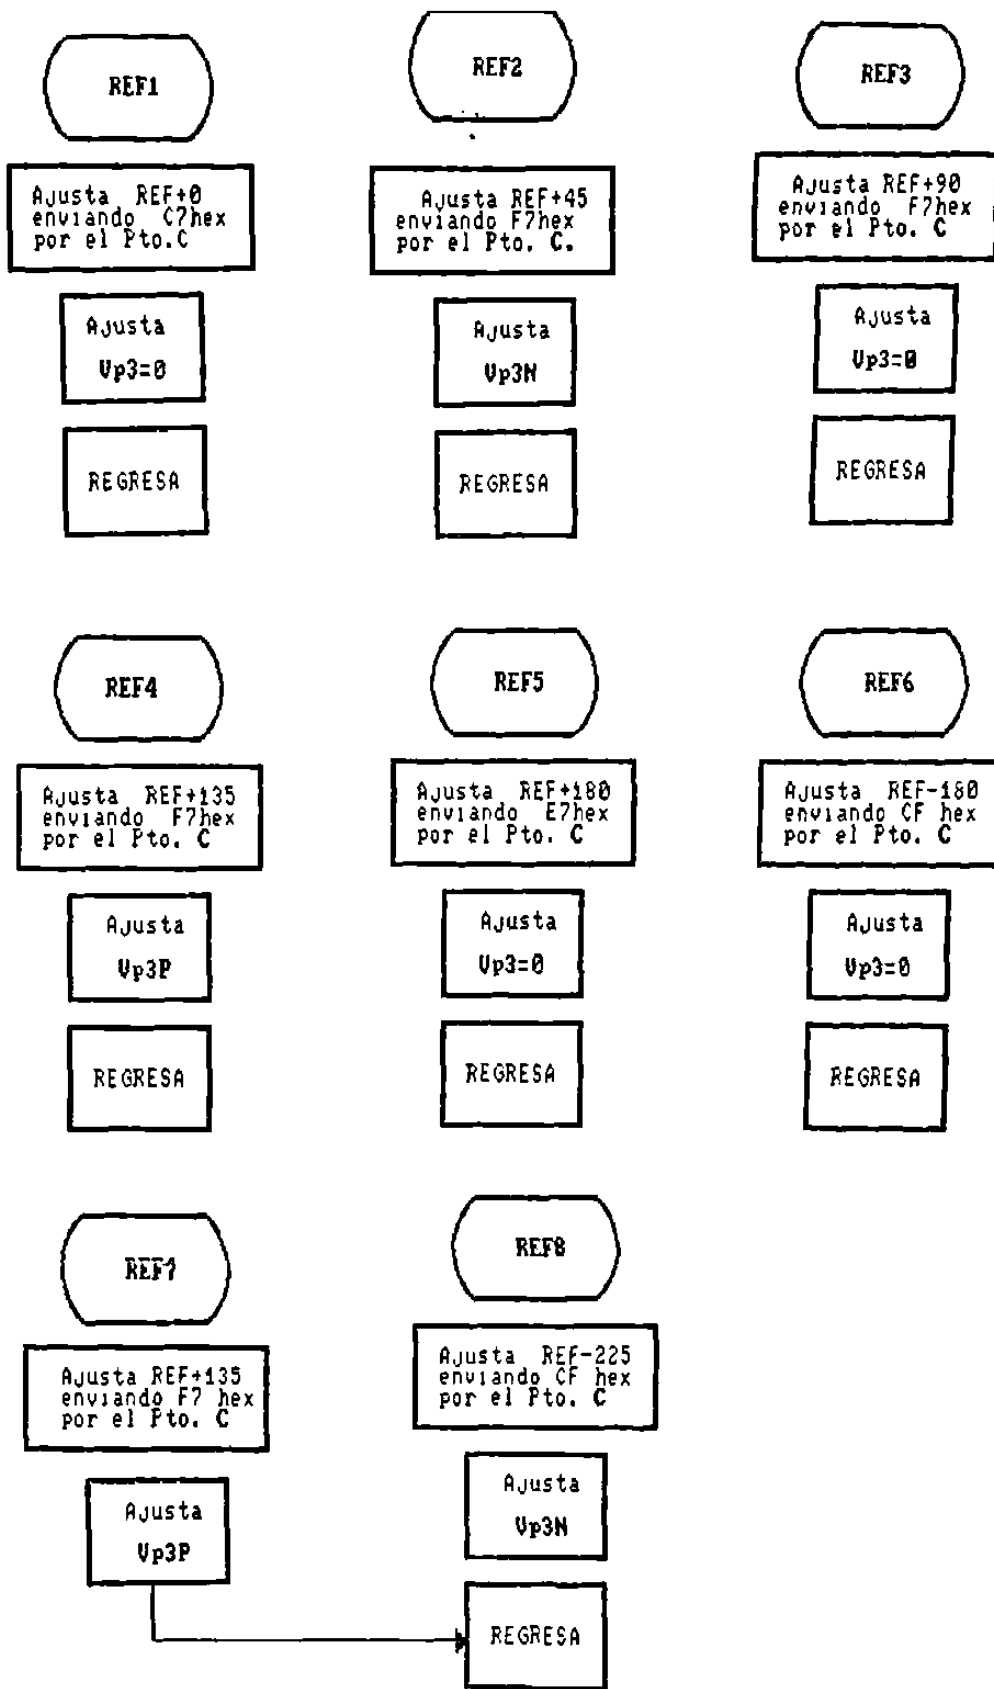 REF1
Ajusta REF+0
enviando C7hex
por el Pto.C
Ajusta
Vp3=0
REGRESA
REF2
Ajusta REF+45
enviando F7hex
por el Pto. C.
Ajusta
Vp3N
REGRESA
REF3
Ajusta REF+90
enviando F7hex
por el Pto. C
Ajusta
Vp3=0
REGRESA
REF4
Ajusta REF+135
enviando F7hex
por el Pto. C
Ajusta
Vp3P
REGRESA
REF5
Ajusta REF+180
enviando E7hex
por el Pto. C
Ajusta
Vp3=0
REGRESA
REF6
Ajusta REF-180
enviando CF hex
por el Pto. C
Ajusta
Vp3=0
REGRESA
REF7
Ajusta REF+135
enviando F7 hex
por el Pto. C
Ajusta
Vp3P
REF8
Ajusta REF-225
enviando CF hex
por el Pto. C
Ajusta
Vp3N
REGRESA